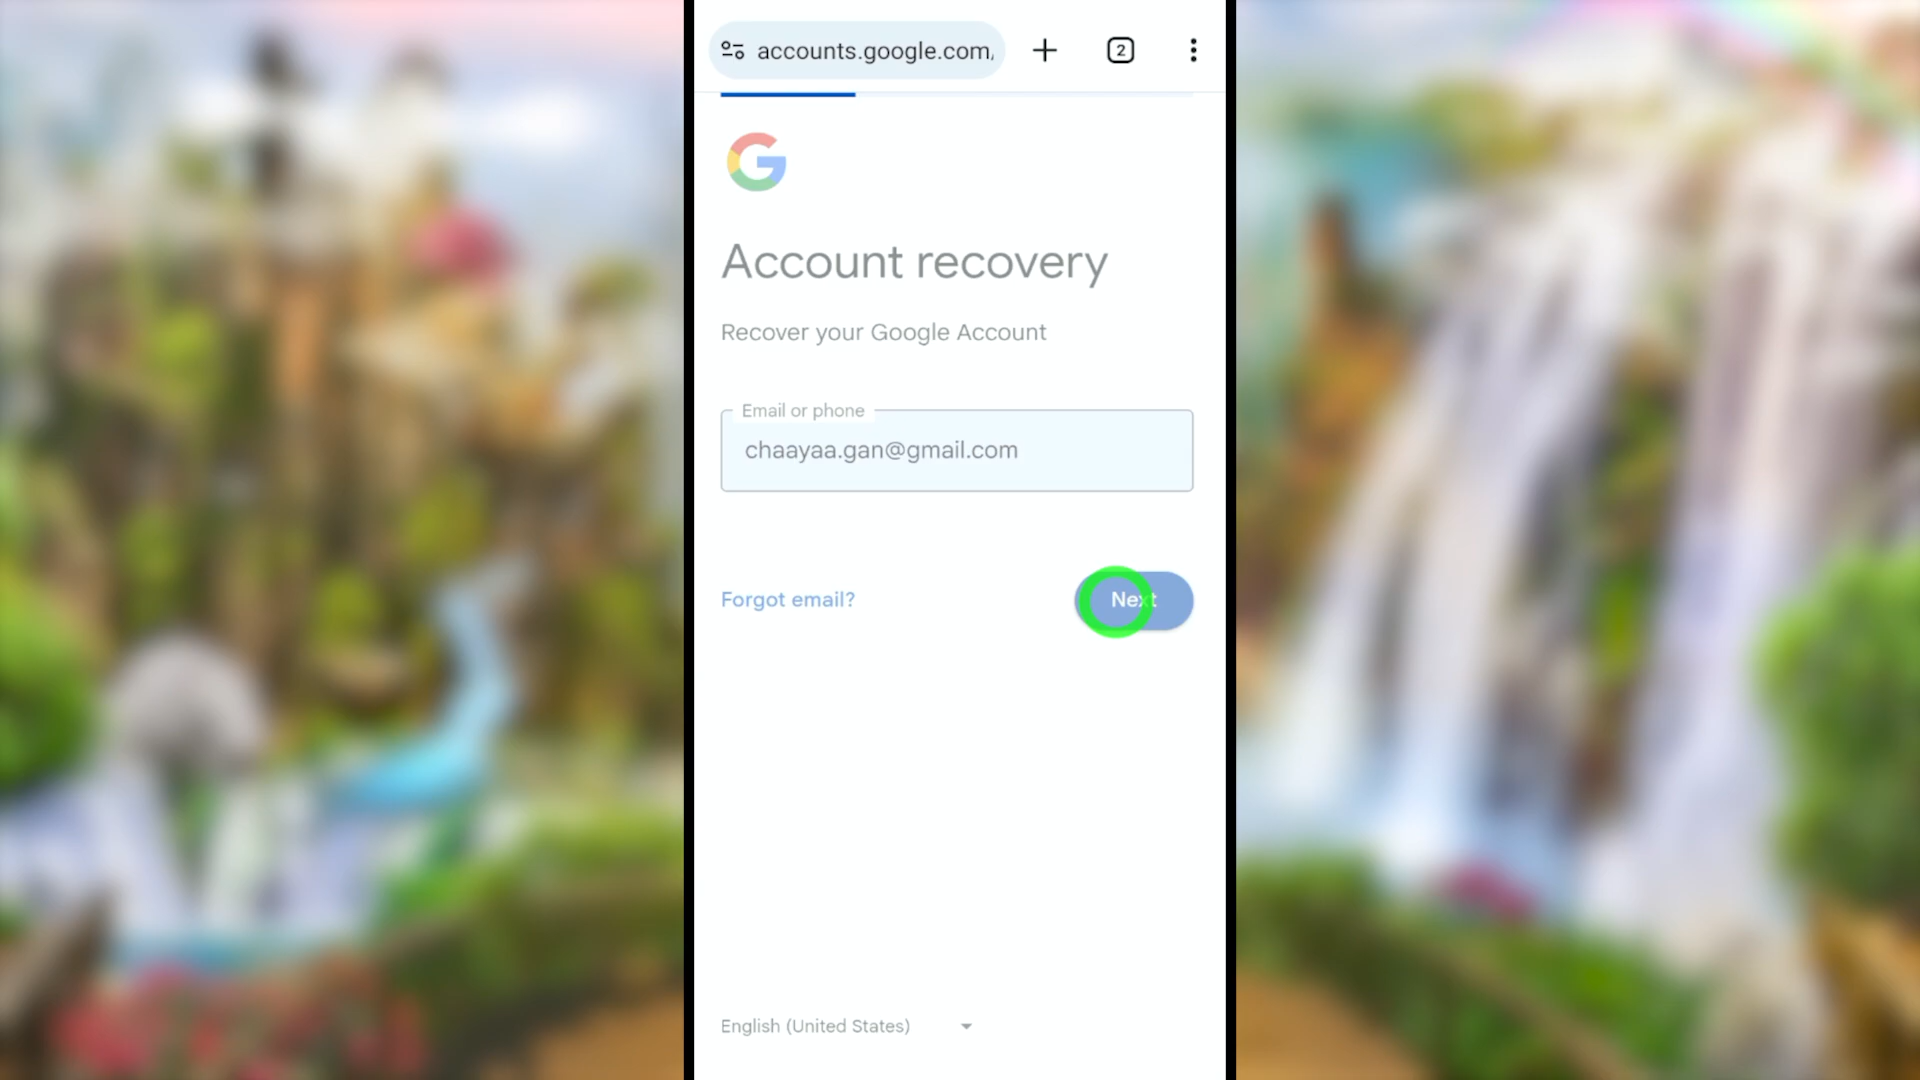 accounts.google.com,
2
Account recovery
Recover your Google Account
Email or phone
chaayaa.gan@gmail.com
Forgot email?
Next
English (United States)